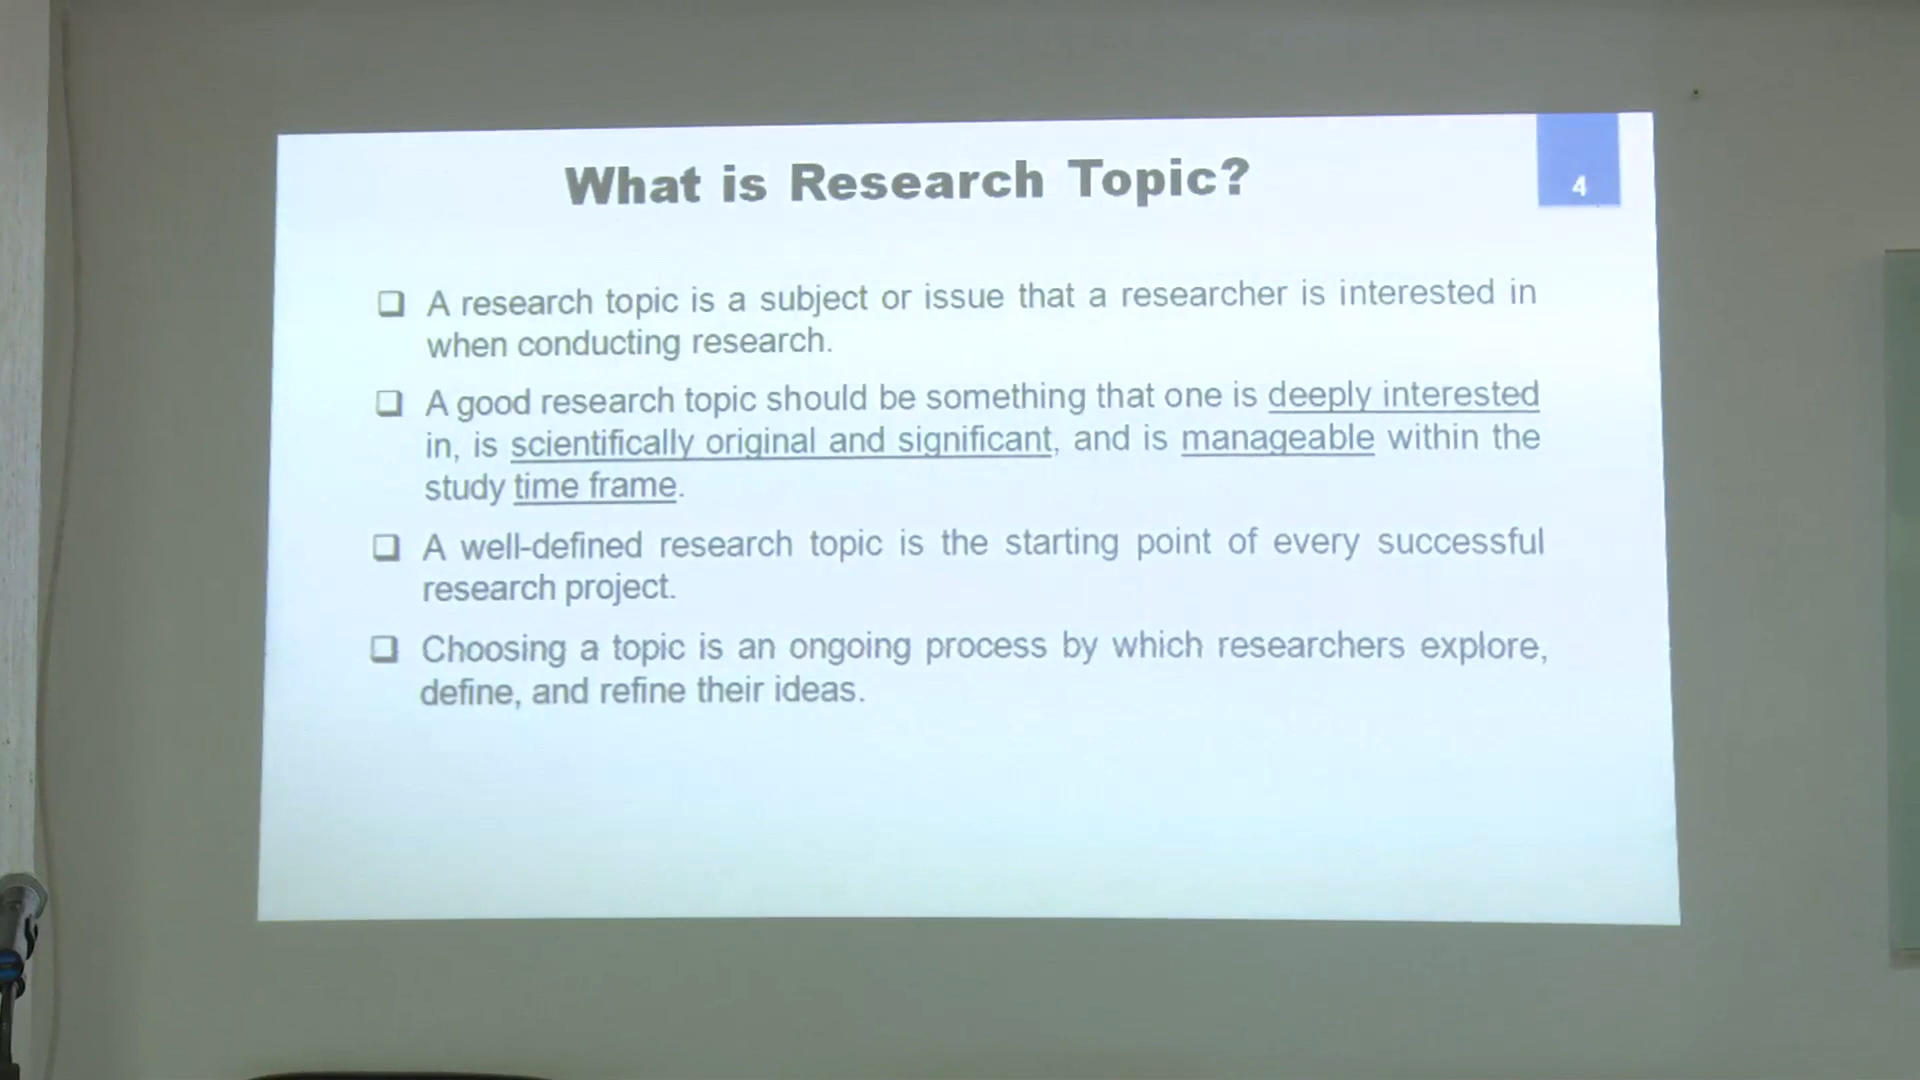 What is Research Topic?
4
❑ A research topic is a subject or issue that a researcher is interested in
when conducting research.
❑ A good research topic should be something that one is deeply interested
in, is scientifically original and significant, and is manageable within the
study time frame.
❑ A well-defined research topic is the starting point of every successful
research project.
❑ Choosing a topic is an ongoing process by which researchers explore,
define, and refine their ideas.